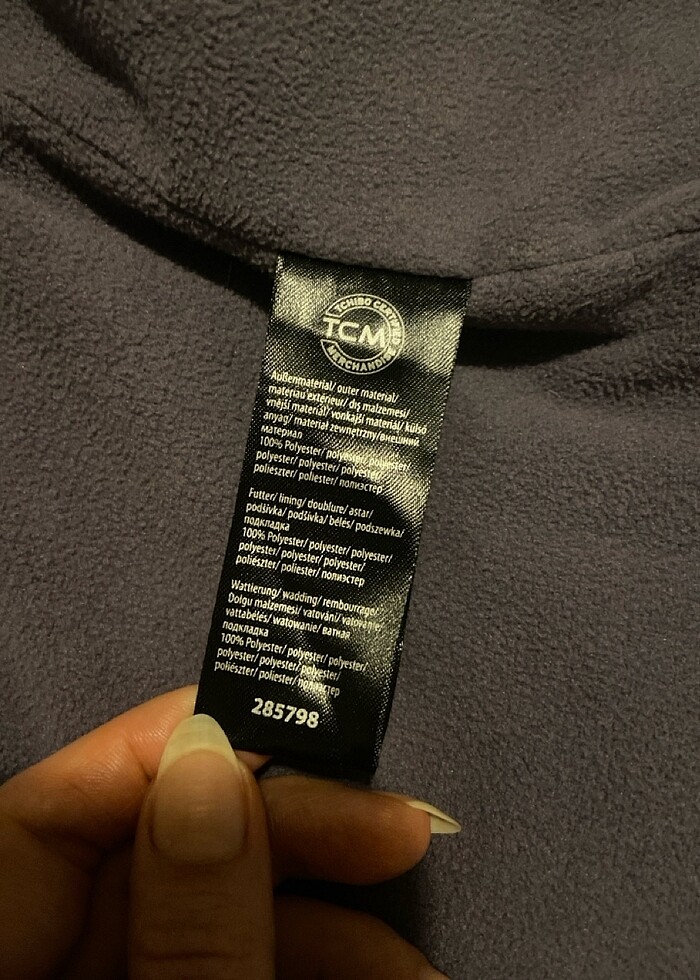 TCHIBO CERTIFIED
TCM
MERCHANDISE
Außenmaterial/ outer material/
matériau extérieur/ dış malzemesi/
vnější materiál/ vonkajši materiál/ külső
anyag/ materiał zewnętrzny/внешний
материал
100% Polyester/ polyester/ polyester/
polyester/ polyester/ polyester/
poliészter/ poliester/ полиэстер
Futter/ lining/ doublure/ astar/
podšívka/ podšívka/ bélés/ podszewka/
подкладка
100% Polyester/ polyester/ polyester/
polyester/ polyester/ polyester/
poliészter/ poliester/ полиэстер
Wattierung/ wadding/ rembourrage/
Dolgu malzemesi/ vatování/ vatovanie/
vattabélés/ watowanie/ ваткая
подкладка
100% Polyester/ polyester/ polyester/
polyester/ polyester/ polyester/
poliészter/ poliester/ полиэстер
285798